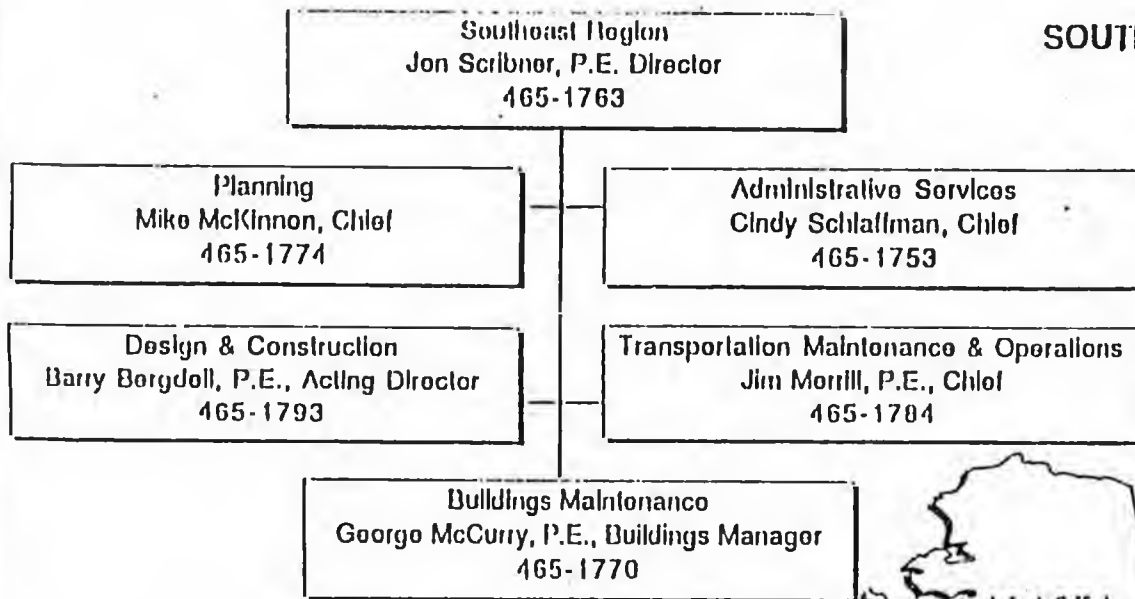 Southeast Region
Jon Scribner, P.E. Director
465-1763
SOUT
Planning
Mike McKinnon, Chief
465-1774
Administrative Services
Cindy Schlaffman, Chief
465-1753
Design & Construction
Barry Bergdoll, P.E., Acting Director
465-1793
Transportation Maintenance & Operations
Jim Morrill, P.E., Chief
465-1784
Buildings Maintenance
George McCurry, P.E., Buildings Manager
465-1770